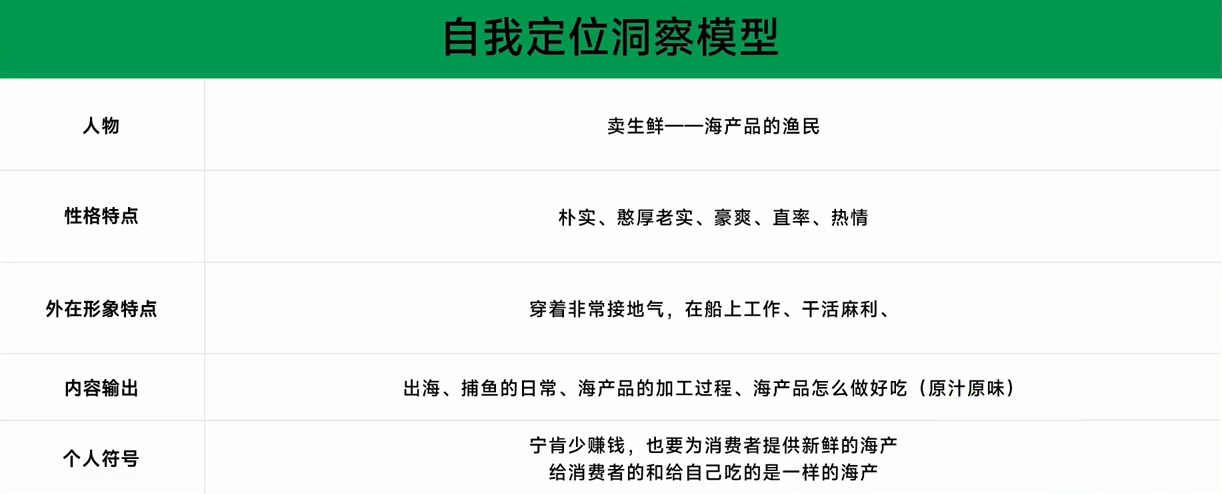 自我定位洞察模型
人物
卖生鲜——海产品的渔民
性格特点
朴实、憨厚老实、豪爽、直率、热情
外在形象特点
穿着非常接地气，在船上工作、干活麻利、
内容输出
出海、捕鱼的日常、海产品的加工过程、海产品怎么做好吃（原汁原味）
个人符号
宁肯少赚钱，也要为消费者提供新鲜的海产
给消费者的和给自己吃的是一样的海产